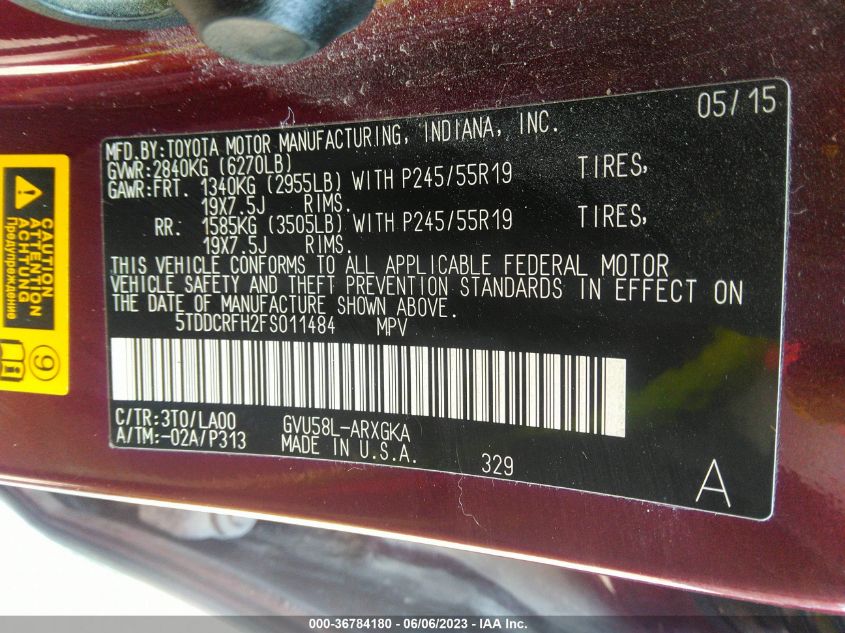 05/15
MFD.BY:TOYOTA MOTOR MANUFACTURING, INDIANA, INC.
GVWR:2840KG (6270LB)
GAWR:FRT. 1340KG (2955LB) WITH P245/55R19 TIRES,
19X7.5J RIMS.
RR. 1585KG (3505LB) WITH P245/55R19 TIRES,
19X7.5J RIMS.
THIS VEHICLE CONFORMS TO ALL APPLICABLE FEDERAL MOTOR
VEHICLE SAFETY AND THEFT PREVENTION STANDARDS IN EFFECT ON
THE DATE OF MANUFACTURE SHOWN ABOVE.
5TDDCRFH2FS011484 MPV
C/TR:3T0/LA00 GVU58L-ARXGKA
A/TM:-02A/P313 MADE IN U.S.A.
329
A
CAUTION
ATTENTION
ACHTUNG
Предупреждение
9
000-36784180 - 06/06/2023 - IAA Inc.